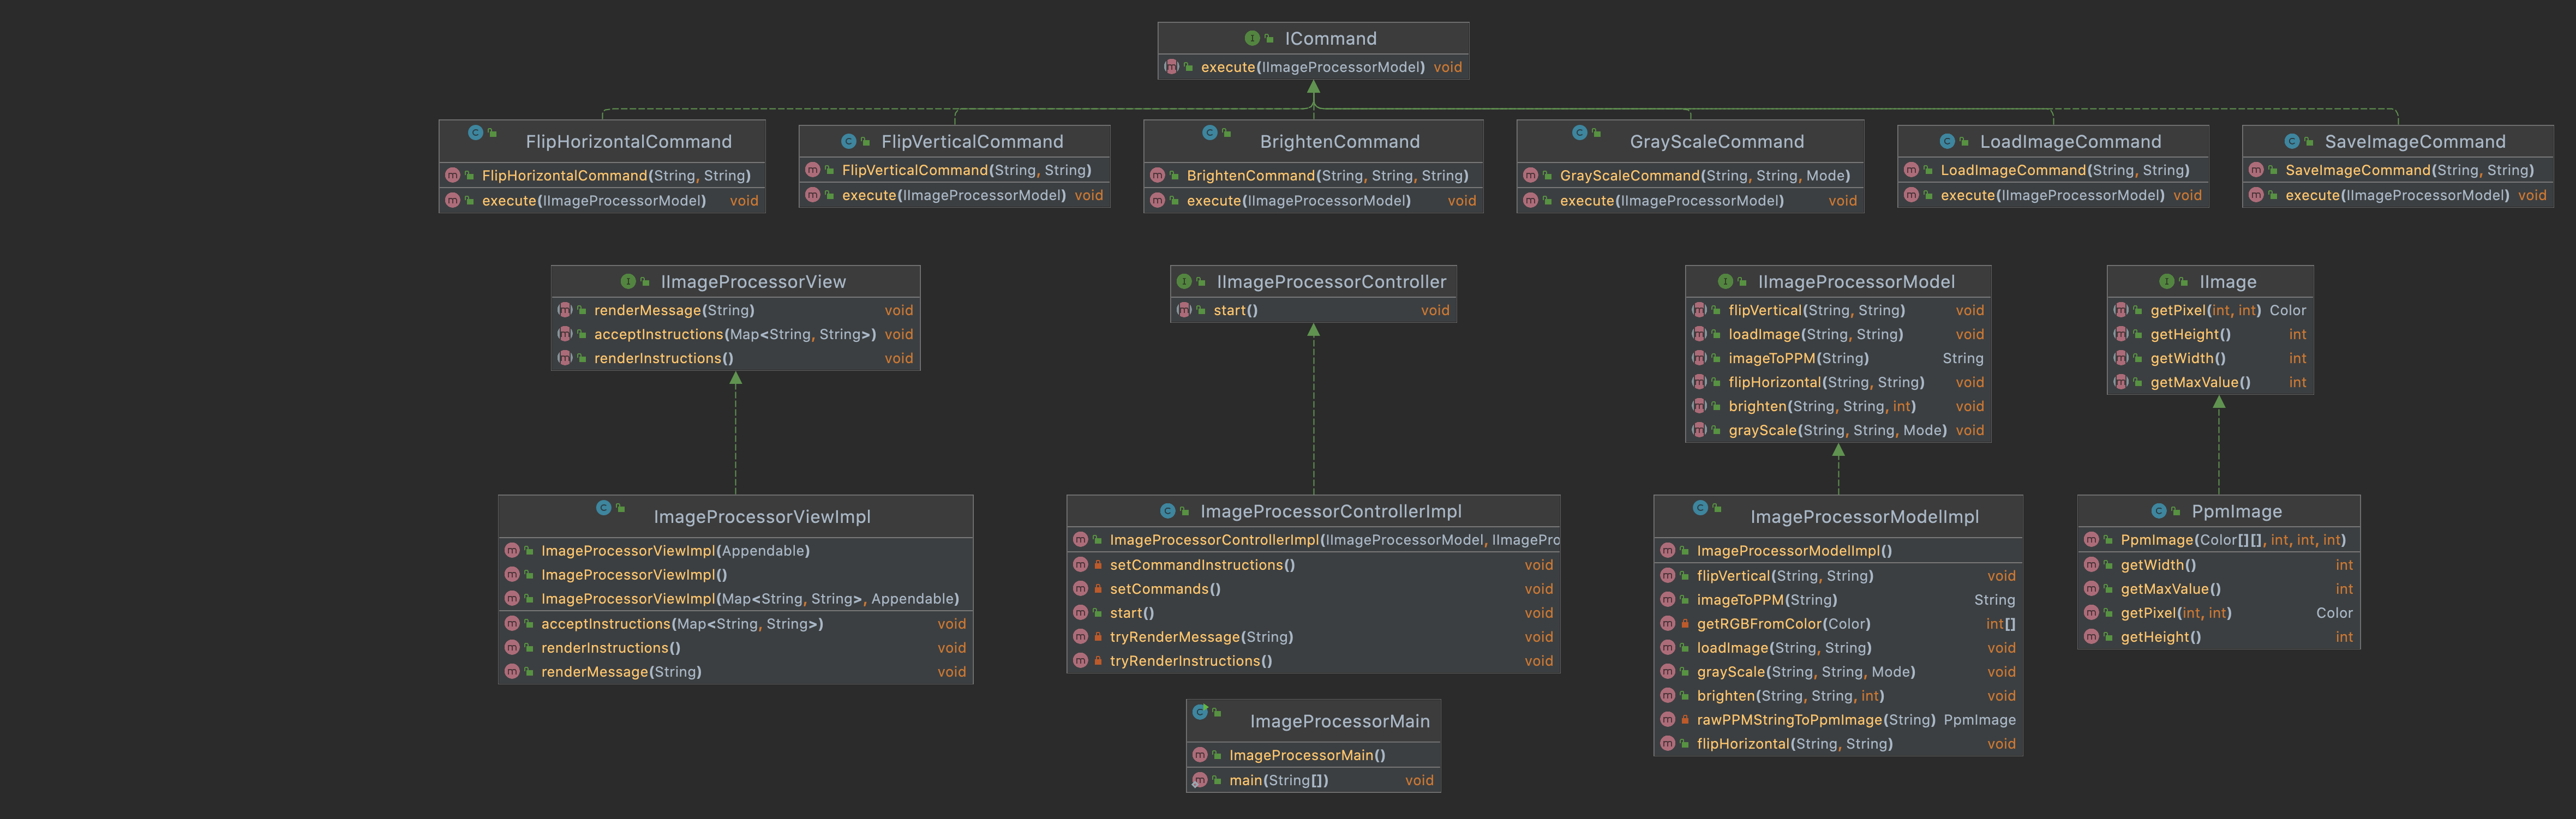 ICommand
execute(IImageProcessorModel) void
FlipHorizontalCommand
FlipHorizontalCommand(String, String)
execute(IImageProcessorModel) void
FlipVerticalCommand
FlipVerticalCommand(String, String)
execute(IImageProcessorModel) void
BrightenCommand
BrightenCommand(String, String, String)
execute(IImageProcessorModel) void
GrayScaleCommand
GrayScaleCommand(String, String, Mode)
execute(IImageProcessorModel) void
LoadImageCommand
LoadImageCommand(String, String)
execute(IImageProcessorModel) void
SaveImageCommand
SaveImageCommand(String, String)
execute(IImageProcessorModel) void
IImageProcessorView
renderMessage(String) void
acceptInstructions(Map<String, String>) void
renderInstructions() void
IImageProcessorController
start() void
IImageProcessorModel
flipVertical(String, String) void
loadImage(String, String) void
imageToPPM(String) String
flipHorizontal(String, String) void
brighten(String, String, int) void
grayScale(String, String, Mode) void
IImage
getPixel(int, int) Color
getHeight() int
getWidth() int
getMaxValue() int
ImageProcessorViewImpl
ImageProcessorViewImpl(Appendable)
ImageProcessorViewImpl()
ImageProcessorViewImpl(Map<String, String>, Appendable)
acceptInstructions(Map<String, String>) void
renderInstructions() void
renderMessage(String) void
ImageProcessorControllerImpl
ImageProcessorControllerImpl(IImageProcessorModel, IImagePro
setCommandInstructions() void
setCommands() void
start() void
tryRenderMessage(String) void
tryRenderInstructions() void
ImageProcessorModelImpl
ImageProcessorModelImpl()
flipVertical(String, String) void
imageToPPM(String) String
getRGBFromColor(Color) int[]
loadImage(String, String) void
grayScale(String, String, Mode) void
brighten(String, String, int) void
rawPPMStringToPpmImage(String) PpmImage
flipHorizontal(String, String) void
PpmImage
PpmImage(Color[][], int, int, int)
getWidth() int
getMaxValue() int
getPixel(int, int) Color
getHeight() int
ImageProcessorMain
ImageProcessorMain()
main(String[]) void